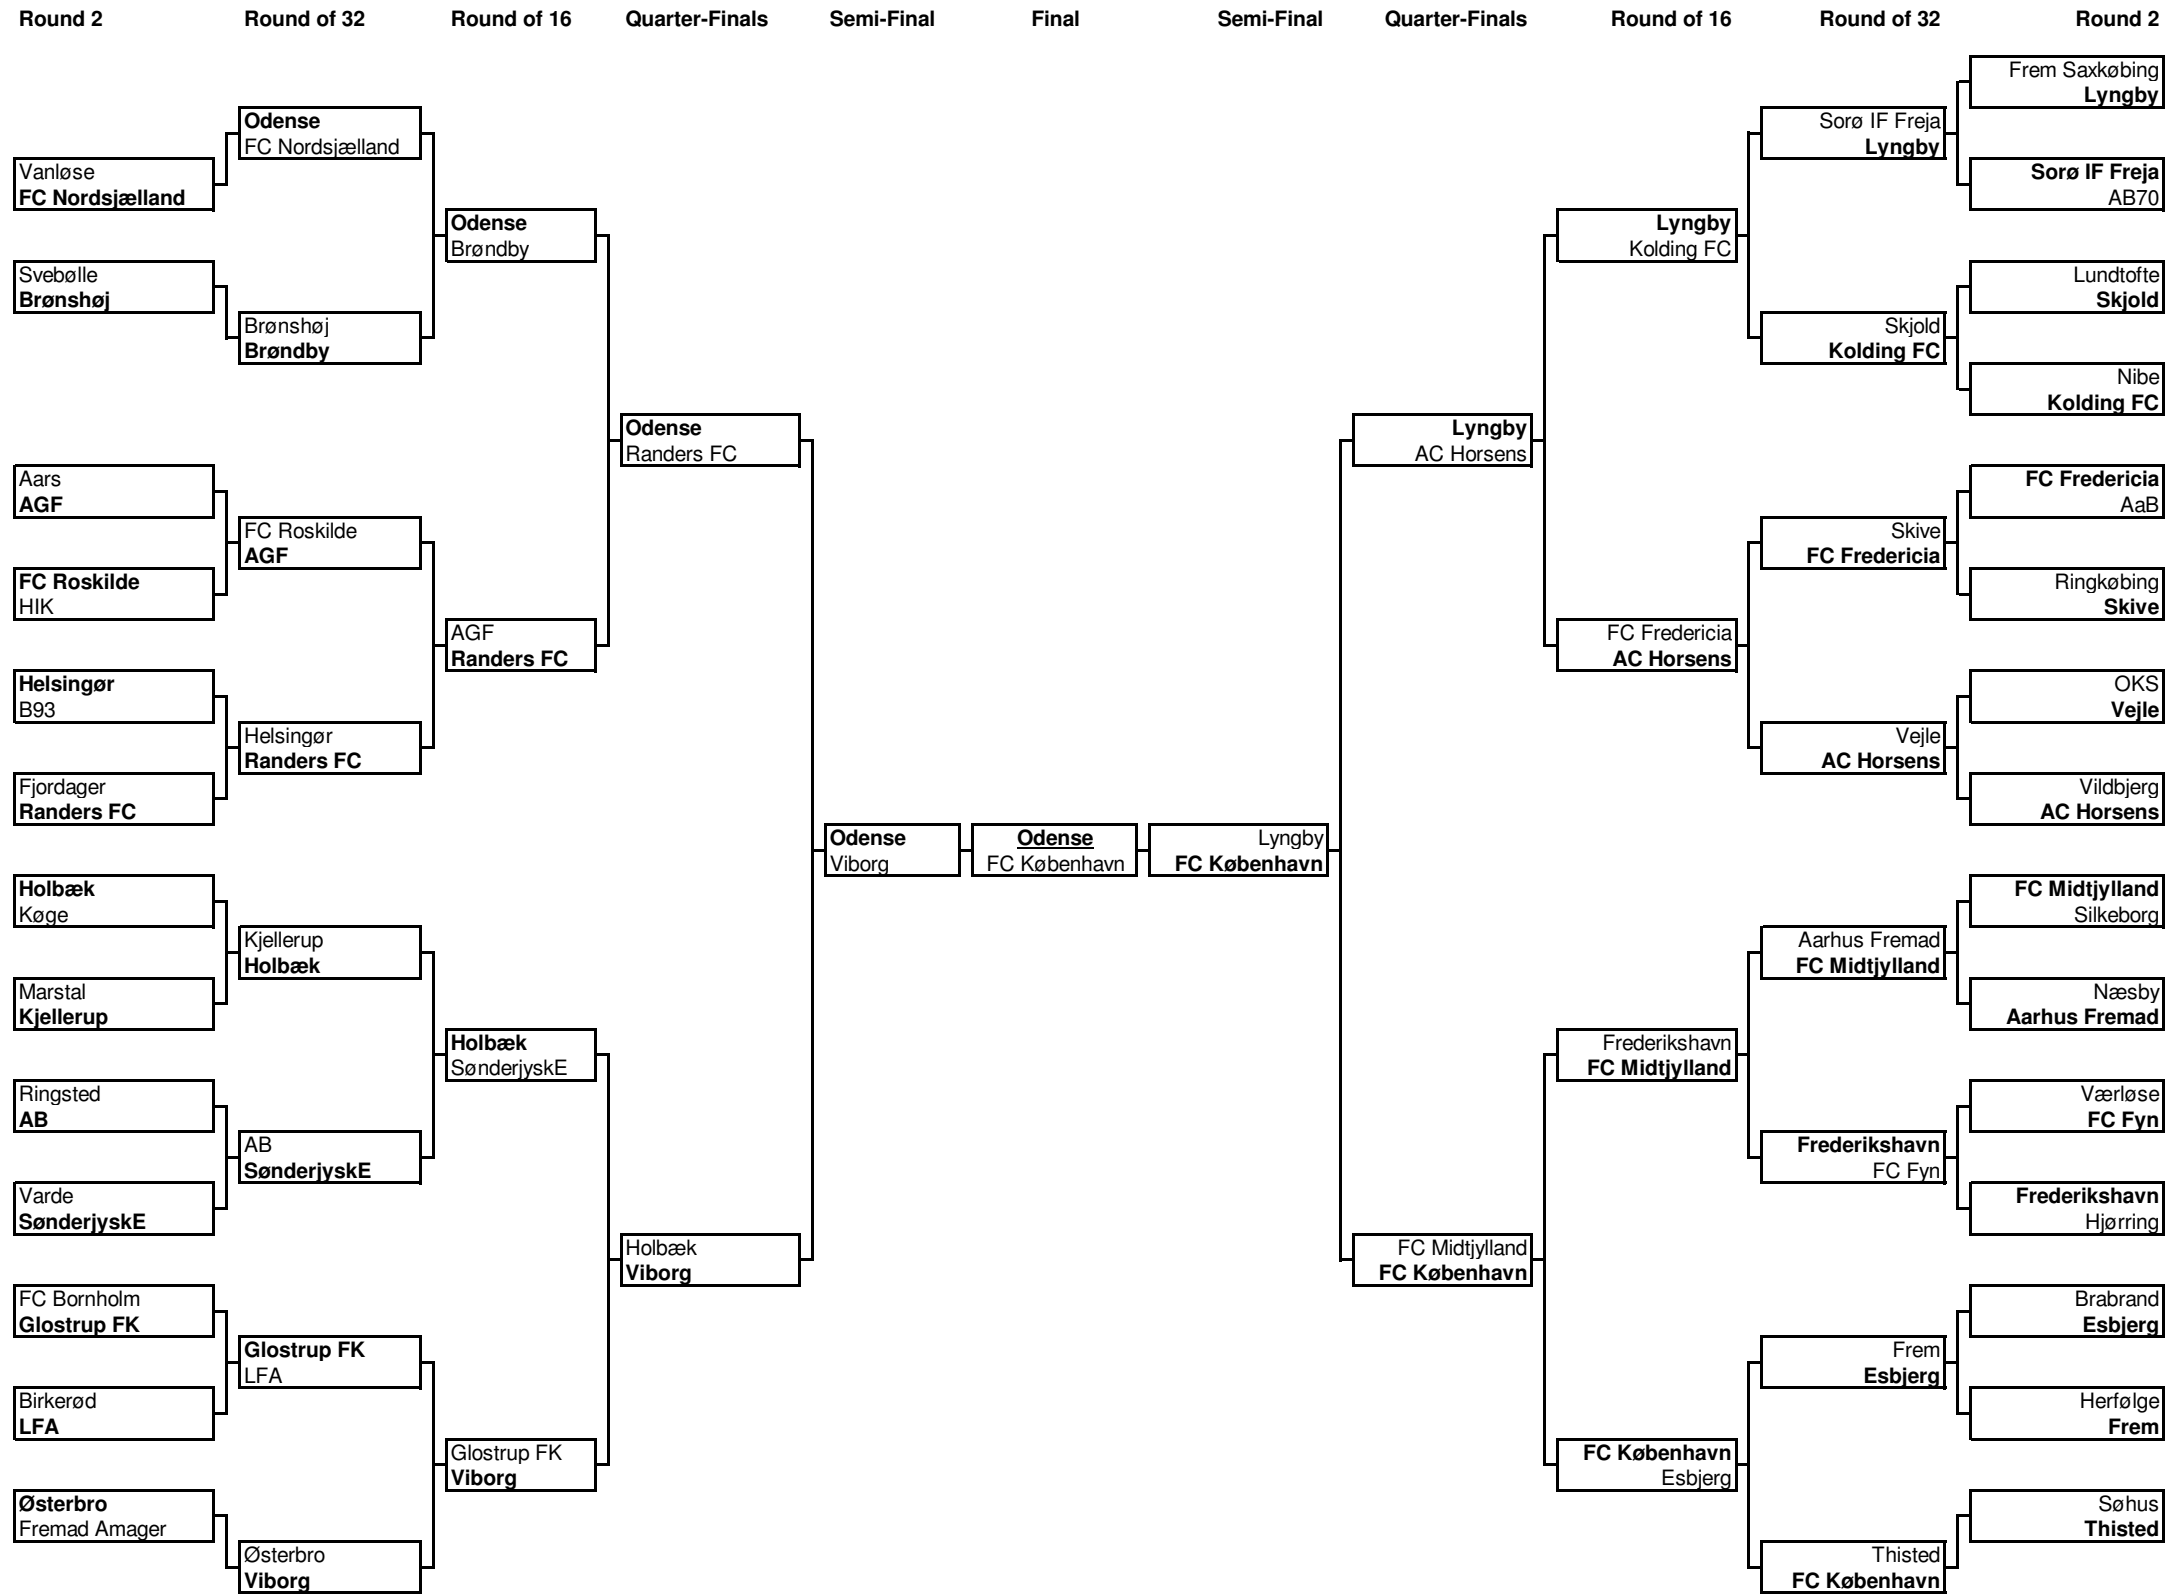 Round 2
Round of 32
Round of 16
Quarter-Finals
Semi-Final
Final
Semi-Final
Quarter-Finals
Round of 16
Round of 32
Round 2
Vanløse
FC Nordsjælland
Svebølle
Brønshøj
Aars
AGF
FC Roskilde
HIK
Helsingør
B93
Fjordager
Randers FC
Holbæk
Køge
Marstal
Kjellerup
Ringsted
AB
Varde
SønderjyskE
FC Bornholm
Glostrup FK
Birkerød
LFA
Østerbro
Fremad Amager
Odense
FC Nordsjælland
Brønshøj
Brøndby
FC Roskilde
AGF
Helsingør
Randers FC
Kjellerup
Holbæk
AB
SønderjyskE
Glostrup FK
LFA
Østerbro
Viborg
Odense
Brøndby
AGF
Randers FC
Holbæk
SønderjyskE
Glostrup FK
Viborg
Odense
Randers FC
Holbæk
Viborg
Odense
Viborg
Odense
FC København
Lyngby
FC København
Lyngby
AC Horsens
FC Midtjylland
FC København
Lyngby
Kolding FC
FC Fredericia
AC Horsens
Frederikshavn
FC Midtjylland
FC København
Esbjerg
Sorø IF Freja
Lyngby
Skjold
Kolding FC
Skive
FC Fredericia
Vejle
AC Horsens
Aarhus Fremad
FC Midtjylland
Frederikshavn
FC Fyn
Frem
Esbjerg
Thisted
FC København
Frem Saxkøbing
Lyngby
Sorø IF Freja
AB70
Lundtofte
Skjold
Nibe
Kolding FC
FC Fredericia
AaB
Ringkøbing
Skive
OKS
Vejle
Vildbjerg
AC Horsens
FC Midtjylland
Silkeborg
Næsby
Aarhus Fremad
Værløse
FC Fyn
Frederikshavn
Hjørring
Brabrand
Esbjerg
Herfølge
Frem
Søhus
Thisted